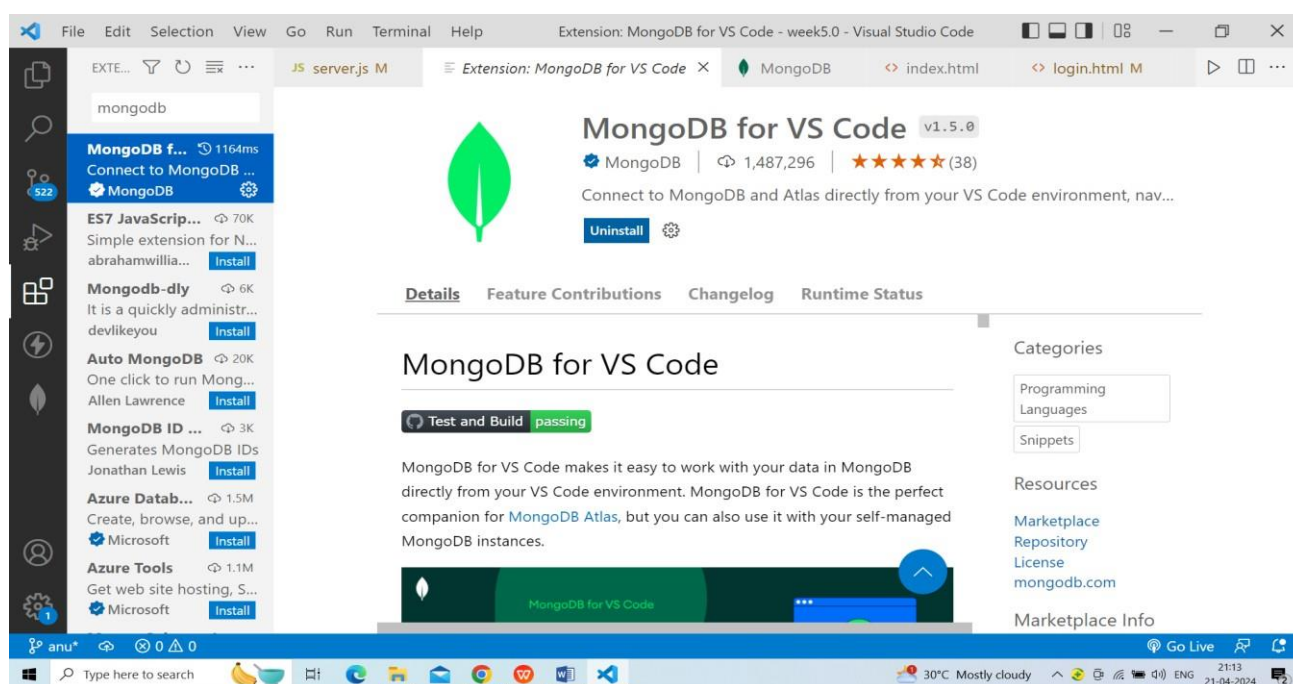 File Edit Selection View Go Run Terminal Help Extension: MongoDB for VS Code - week5.0 - Visual Studio Code
EXTE...
JS server.js M Extension: MongoDB for VS Code MongoDB index.html login.html M
mongodb
MongoDB f... 1164ms
Connect to MongoDB ...
MongoDB
ES7 JavaScrip... 70K
Simple extension for N...
abrahamwillia... Install
Mongodb-dly 6K
It is a quickly administr...
devlikeyou Install
Auto MongoDB 20K
One click to run Mong...
Allen Lawrence Install
MongoDB ID ... 3K
Generates MongoDB IDs
Jonathan Lewis Install
Azure Datab... 1.5M
Create, browse, and up...
Microsoft Install
Azure Tools 1.1M
Get web site hosting, S...
Microsoft Install
522
1
MongoDB for VS Code v1.5.0
MongoDB 1,487,296 (38)
Connect to MongoDB and Atlas directly from your VS Code environment, nav...
Uninstall
Details Feature Contributions Changelog Runtime Status
MongoDB for VS Code
Test and Build passing
MongoDB for VS Code makes it easy to work with your data in MongoDB
directly from your VS Code environment. MongoDB for VS Code is the perfect
companion for MongoDB Atlas, but you can also use it with your self-managed
MongoDB instances.
MongoDB for VS Code
Categories
Programming
Languages
Snippets
Resources
Marketplace
Repository
License
mongodb.com
Marketplace Info
anu* 0 0 Go Live
Type here to search 30°C Mostly cloudy ENG 21:13
21-04-2024 2